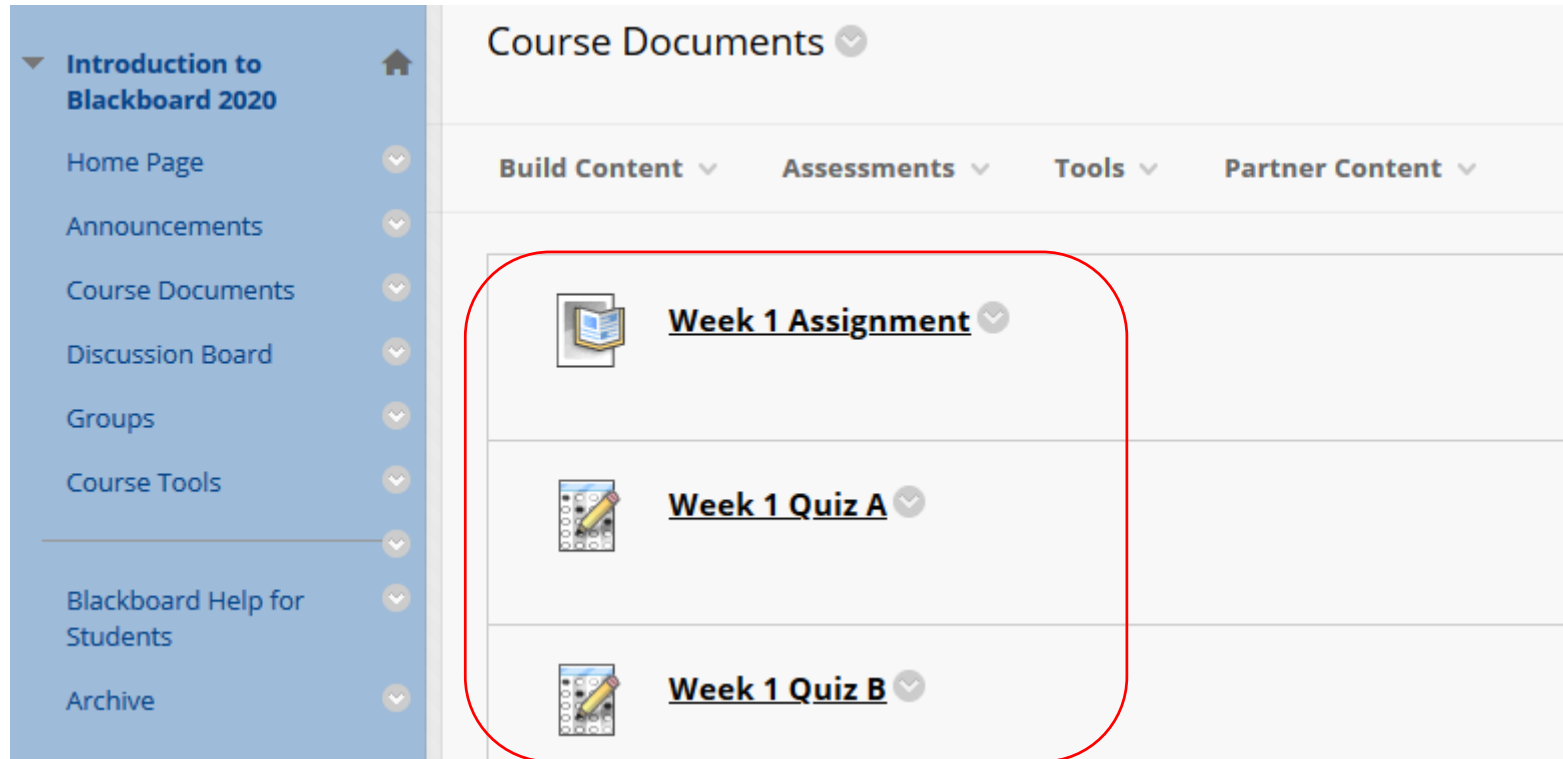 Introduction to
Blackboard 2020
Home Page
Announcements
Course Documents
Discussion Board
Groups
Course Tools
Blackboard Help for
Students
Archive
Course Documents
Build Content Assessments Tools Partner Content
Week 1 Assignment
Week 1 Quiz A
Week 1 Quiz B